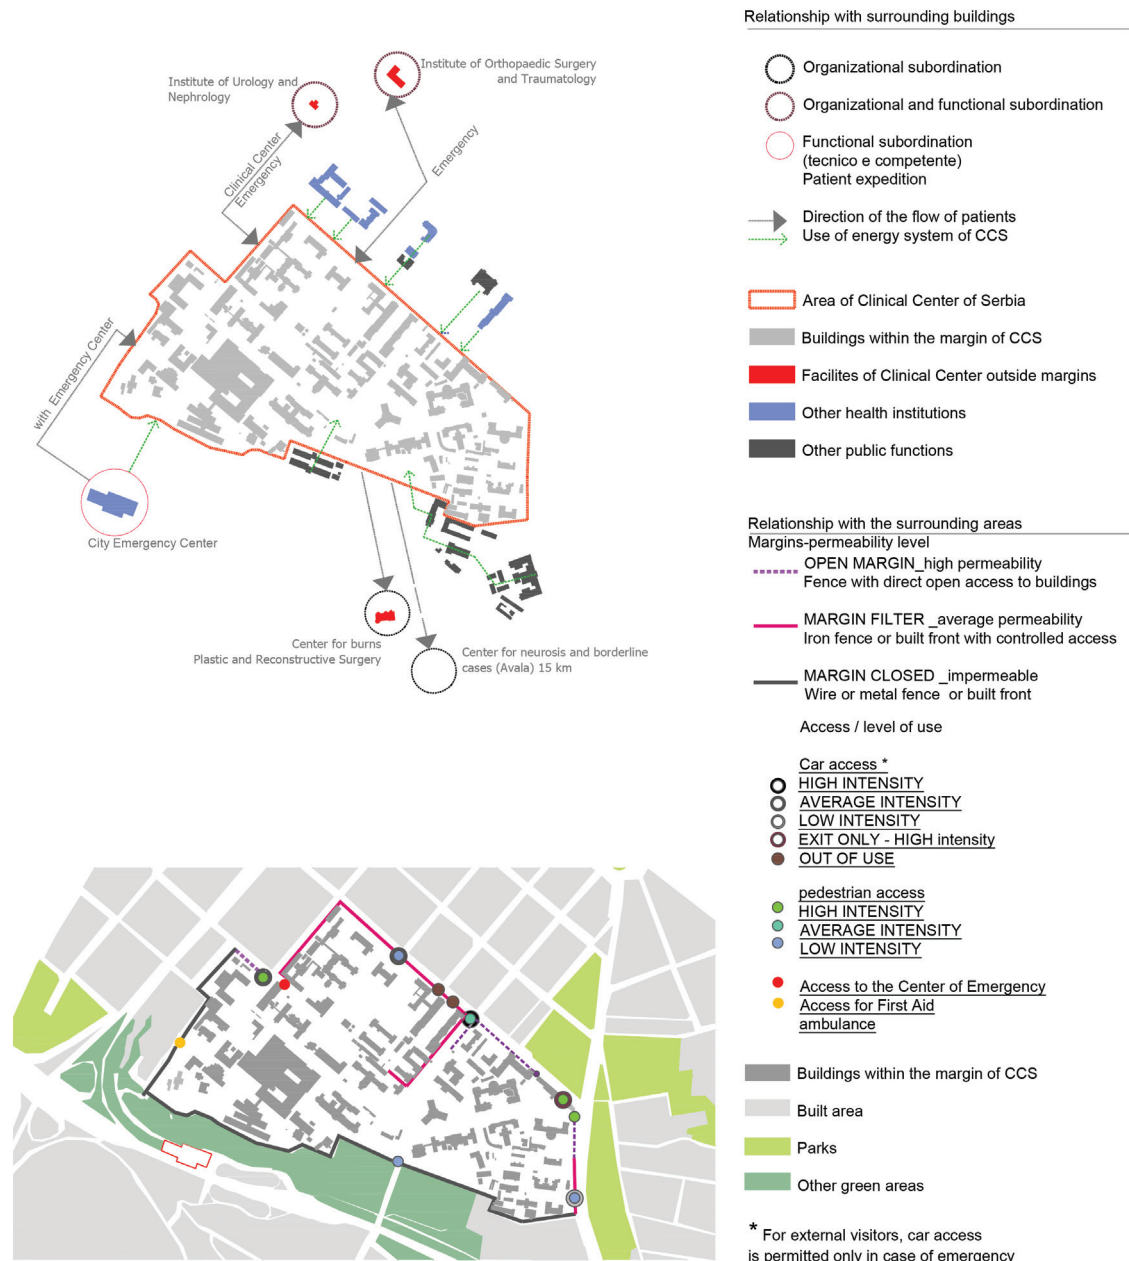 Institute of Urology and
Nephrology
Institute of Orthopaedic Surgery
and Traumatology
Clinical Center
Emergency
Emergency
with Emergency Center
City Emergency Center
Center for burns
Plastic and Reconstructive Surgery
Center for neurosis and borderline
cases (Avala) 15 km
Relationship with surrounding buildings
Organizational subordination
Organizational and functional subordination
Functional subordination
(tecnico e competente)
Patient expedition
Direction of the flow of patients
Use of energy system of CCS
Area of Clinical Center of Serbia
Buildings within the margin of CCS
Facilites of Clinical Center outside margins
Other health institutions
Other public functions
Relationship with the surrounding areas
Margins-permeability level
OPEN MARGIN_high permeability
Fence with direct open access to buildings
MARGIN FILTER _average permeability
Iron fence or built front with controlled access
MARGIN CLOSED _impermeable
Wire or metal fence or built front
Access / level of use
Car access *
HIGH INTENSITY
AVERAGE INTENSITY
LOW INTENSITY
EXIT ONLY - HIGH intensity
OUT OF USE
pedestrian access
HIGH INTENSITY
AVERAGE INTENSITY
LOW INTENSITY
Access to the Center of Emergency
Access for First Aid
ambulance
Buildings within the margin of CCS
Built area
Parks
Other green areas
* For external visitors, car access
is permitted only in case of emergency